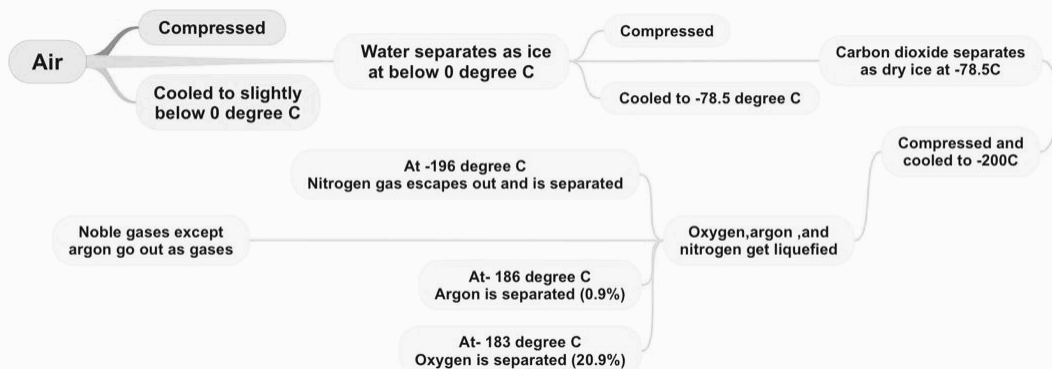 Air
Compressed
Cooled to slightly
below 0 degree C
Water separates as ice
at below 0 degree C
Compressed
Cooled to -78.5 degree C
Carbon dioxide separates
as dry ice at -78.5C
Compressed and
cooled to -200C
Oxygen,argon ,and
nitrogen get liquefied
At -196 degree C
Nitrogen gas escapes out and is separated
Noble gases except
argon go out as gases
At- 186 degree C
Argon is separated (0.9%)
At- 183 degree C
Oxygen is separated (20.9%)